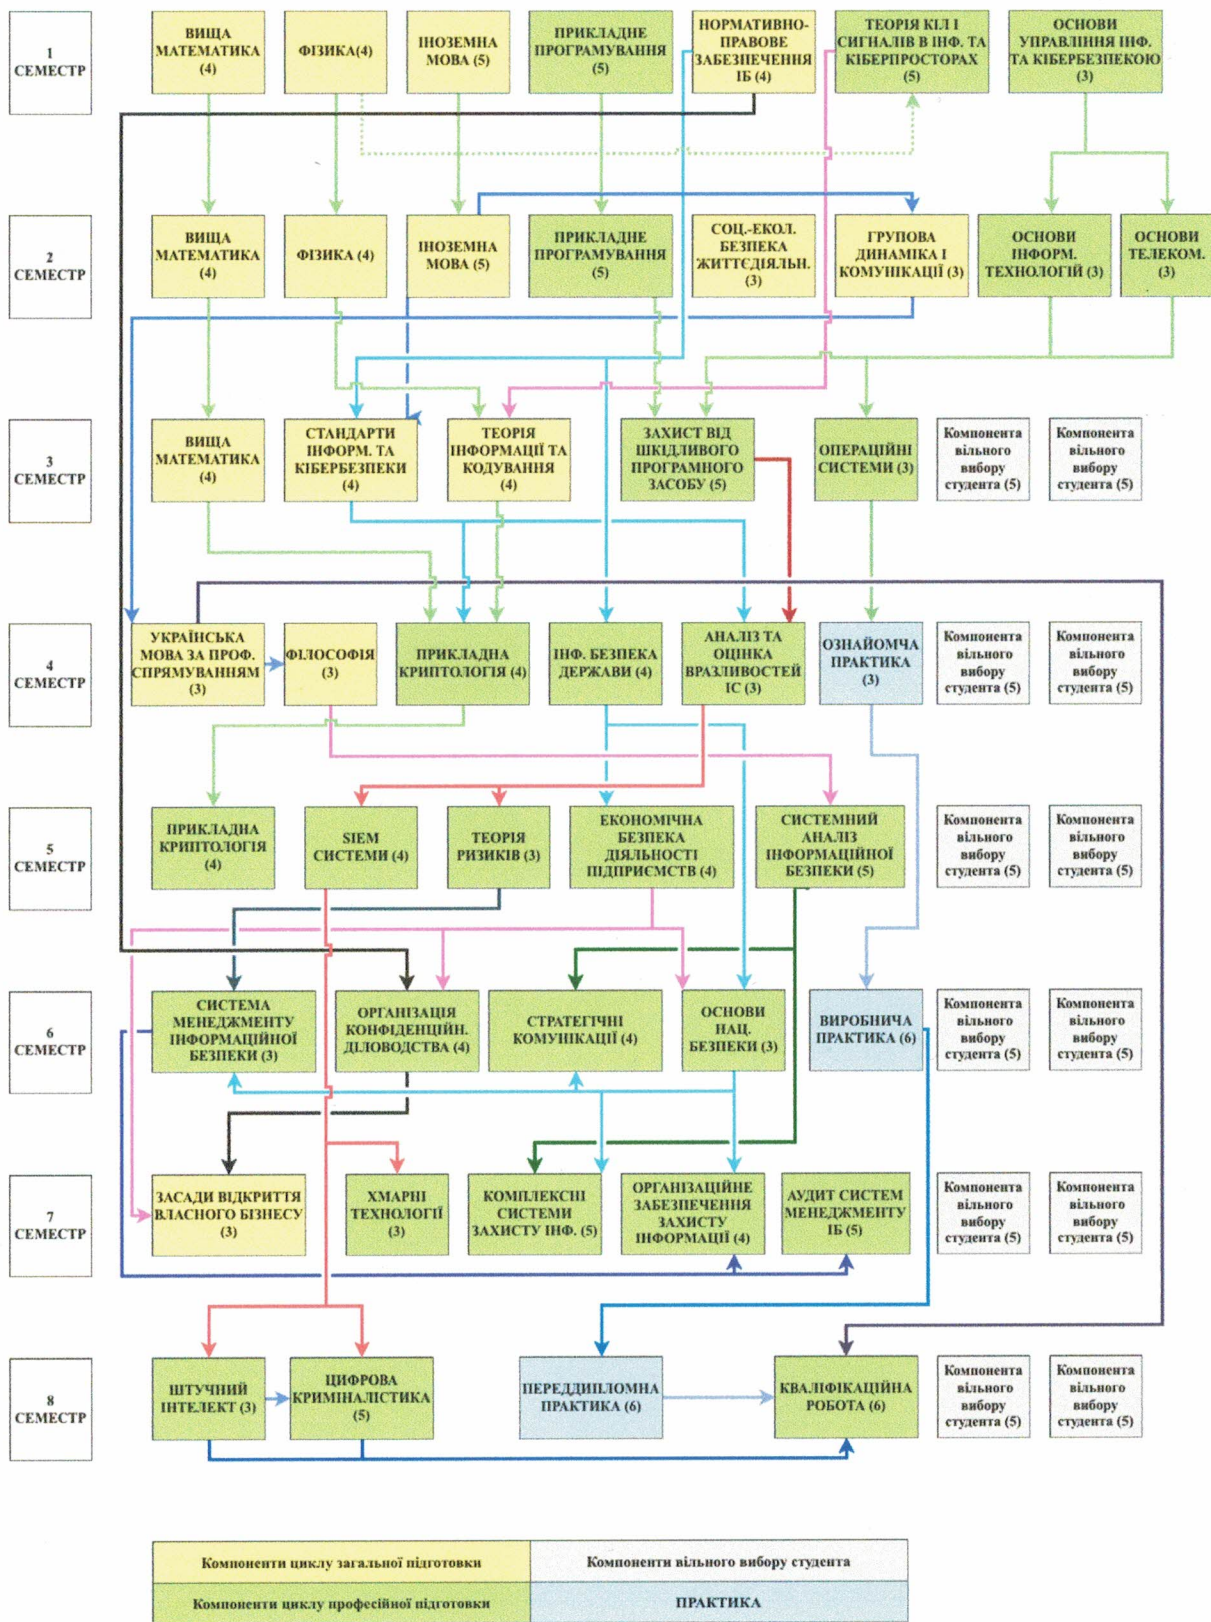 1
СЕМЕСТР
ВИЩА
МАТЕМАТИКА
(4)
ФІЗИКА(4)
ІНОЗЕМНА
МОВА (5)
ПРИКЛАДНЕ
ПРОГРАМУВАННЯ
(5)
НОРМАТИВНО-
ПРАВОВЕ
ЗАБЕЗПЕЧЕННЯ
ІБ (4)
ТЕОРІЯ КІЛ І
СИГНАЛІВ В ІНФ. ТА
КІБЕРПРОСТОРАХ
(5)
ОСНОВИ
УПРАВЛІННЯ ІНФ.
ТА КІБЕРБЕЗПЕКОЮ
(3)
2
СЕМЕСТР
ВИЩА
МАТЕМАТИКА
(4)
ФІЗИКА (4)
ІНОЗЕМНА
МОВА (5)
ПРИКЛАДНЕ
ПРОГРАМУВАННЯ
(5)
СОЦ.-ЕКОЛ.
БЕЗПЕКА
ЖИТТЄДІЯЛЬН.
(3)
ГРУПОВА
ДИНАМІКА І
КОМУНІКАЦІЇ (3)
ОСНОВИ
ІНФОРМ.
ТЕХНОЛОГІЙ (3)
ОСНОВИ
ТЕЛЕКОМ.
(3)
3
СЕМЕСТР
ВИЩА
МАТЕМАТИКА
(4)
СТАНДАРТИ
ІНФОРМ. ТА
КІБЕРБЕЗПЕКИ
(4)
ТЕОРІЯ
ІНФОРМАЦІЇ ТА
КОДУВАННЯ
(4)
ЗАХИСТ ВІД
ШКІДЛИВОГО
ПРОГРАМНОГО
ЗАСОБУ (5)
ОПЕРАЦІЙНІ
СИСТЕМИ (3)
Компонента
вільного
вибору
студента (5)
Компонента
вільного
вибору
студента (5)
4
СЕМЕСТР
УКРАЇНСЬКА
МОВА ЗА ПРОФ.
СПРЯМУВАННЯМ
(3)
ФІЛОСОФІЯ
(3)
ПРИКЛАДНА
КРИПТОЛОГІЯ (4)
ІНФ. БЕЗПЕКА
ДЕРЖАВИ (4)
АНАЛІЗ ТА
ОЦІНКА
ВРАЗЛИВОСТЕЙ
ІС (3)
ОЗНАЙОМЧА
ПРАКТИКА
(3)
Компонента
вільного
вибору
студента (5)
Компонента
вільного
вибору
студента (5)
5
СЕМЕСТР
ПРИКЛАДНА
КРИПТОЛОГІЯ
(4)
SIEM
СИСТЕМИ (4)
ТЕОРІЯ
РИЗИКІВ (3)
ЕКОНОМІЧНА
БЕЗПЕКА
ДІЯЛЬНОСТІ
ПІДПРИЄМСТВ (4)
СИСТЕМНИЙ
АНАЛІЗ
ІНФОРМАЦІЙНОЇ
БЕЗПЕКИ (5)
Компонента
вільного
вибору
студента (5)
Компонента
вільного
вибору
студента (5)
6
СЕМЕСТР
СИСТЕМА
МЕНЕДЖМЕНТУ
ІНФОРМАЦІЙНОЇ
БЕЗПЕКИ (3)
ОРГАНІЗАЦІЯ
КОНФІДЕНЦІЙН.
ДІЛОВОДСТВА (4)
СТРАТЕГІЧНІ
КОМУНІКАЦІЇ (4)
ОСНОВИ
НАЦ.
БЕЗПЕКИ (3)
ВИРОБНИЧА
ПРАКТИКА (6)
Компонента
вільного
вибору
студента (5)
Компонента
вільного
вибору
студента (5)
7
СЕМЕСТР
ЗАСАДИ ВІДКРИТТЯ
ВЛАСНОГО БІЗНЕСУ
(3)
ХМАРНІ
ТЕХНОЛОГІЇ
(3)
КОМПЛЕКСНІ
СИСТЕМИ
ЗАХИСТУ ІНФ. (5)
ОРГАНІЗАЦІЙНЕ
ЗАБЕЗПЕЧЕННЯ
ЗАХИСТУ
ІНФОРМАЦІЇ (4)
АУДИТ СИСТЕМ
МЕНЕДЖМЕНТУ
ІБ (5)
Компонента
вільного
вибору
студента (5)
Компонента
вільного
вибору
студента (5)
8
СЕМЕСТР
ШТУЧНИЙ
ІНТЕЛЕКТ (3)
ЦИФРОВА
КРИМІНАЛІСТИКА
(5)
ПЕРЕДДИПЛОМНА
ПРАКТИКА (6)
КВАЛІФІКАЦІЙНА
РОБОТА (6)
Компонента
вільного
вибору
студента (5)
Компонента
вільного
вибору
студента (5)
Компоненти циклу загальної підготовки
Компоненти вільного вибору студента
Компоненти циклу професійної підготовки
ПРАКТИКА